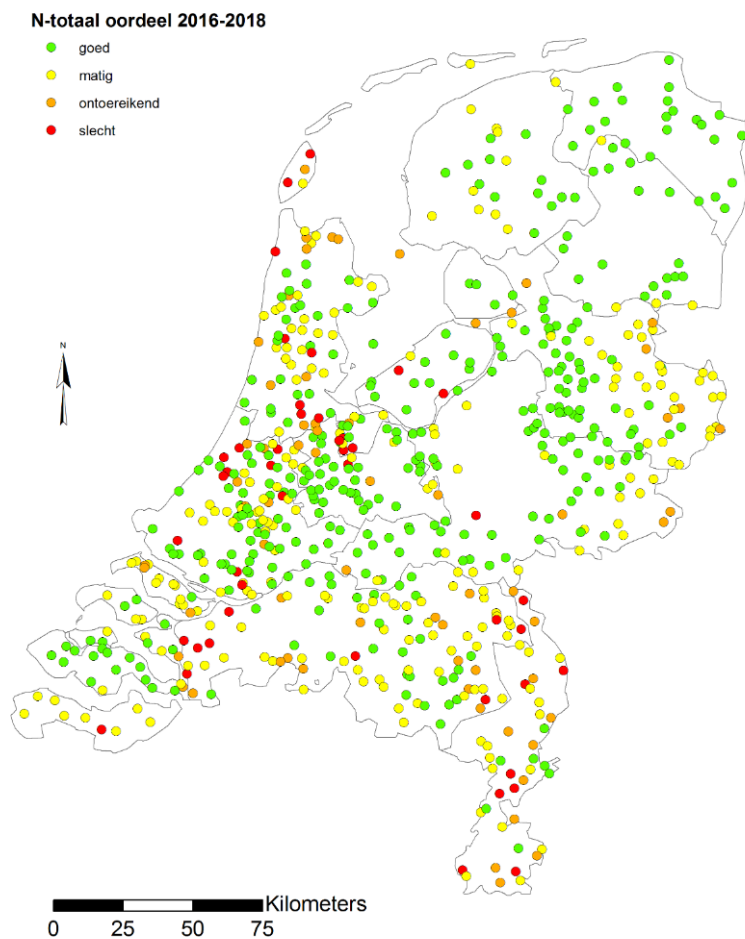 N-totaal oordeel 2016-2018
goed
matig
ontoereikend
slecht
N
Kilometers
0 25 50 75